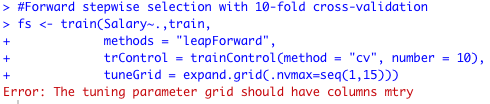 > #Forward stepwise selection with 10-fold cross-validation
> fs <- train(Salary~.,train,
+             methods = "leapForward",
+             trControl = trainControl(method = "cv", number = 10),
+             tuneGrid = expand.grid(.nvmax=seq(1,15)))
Error: The tuning parameter grid should have columns mtry